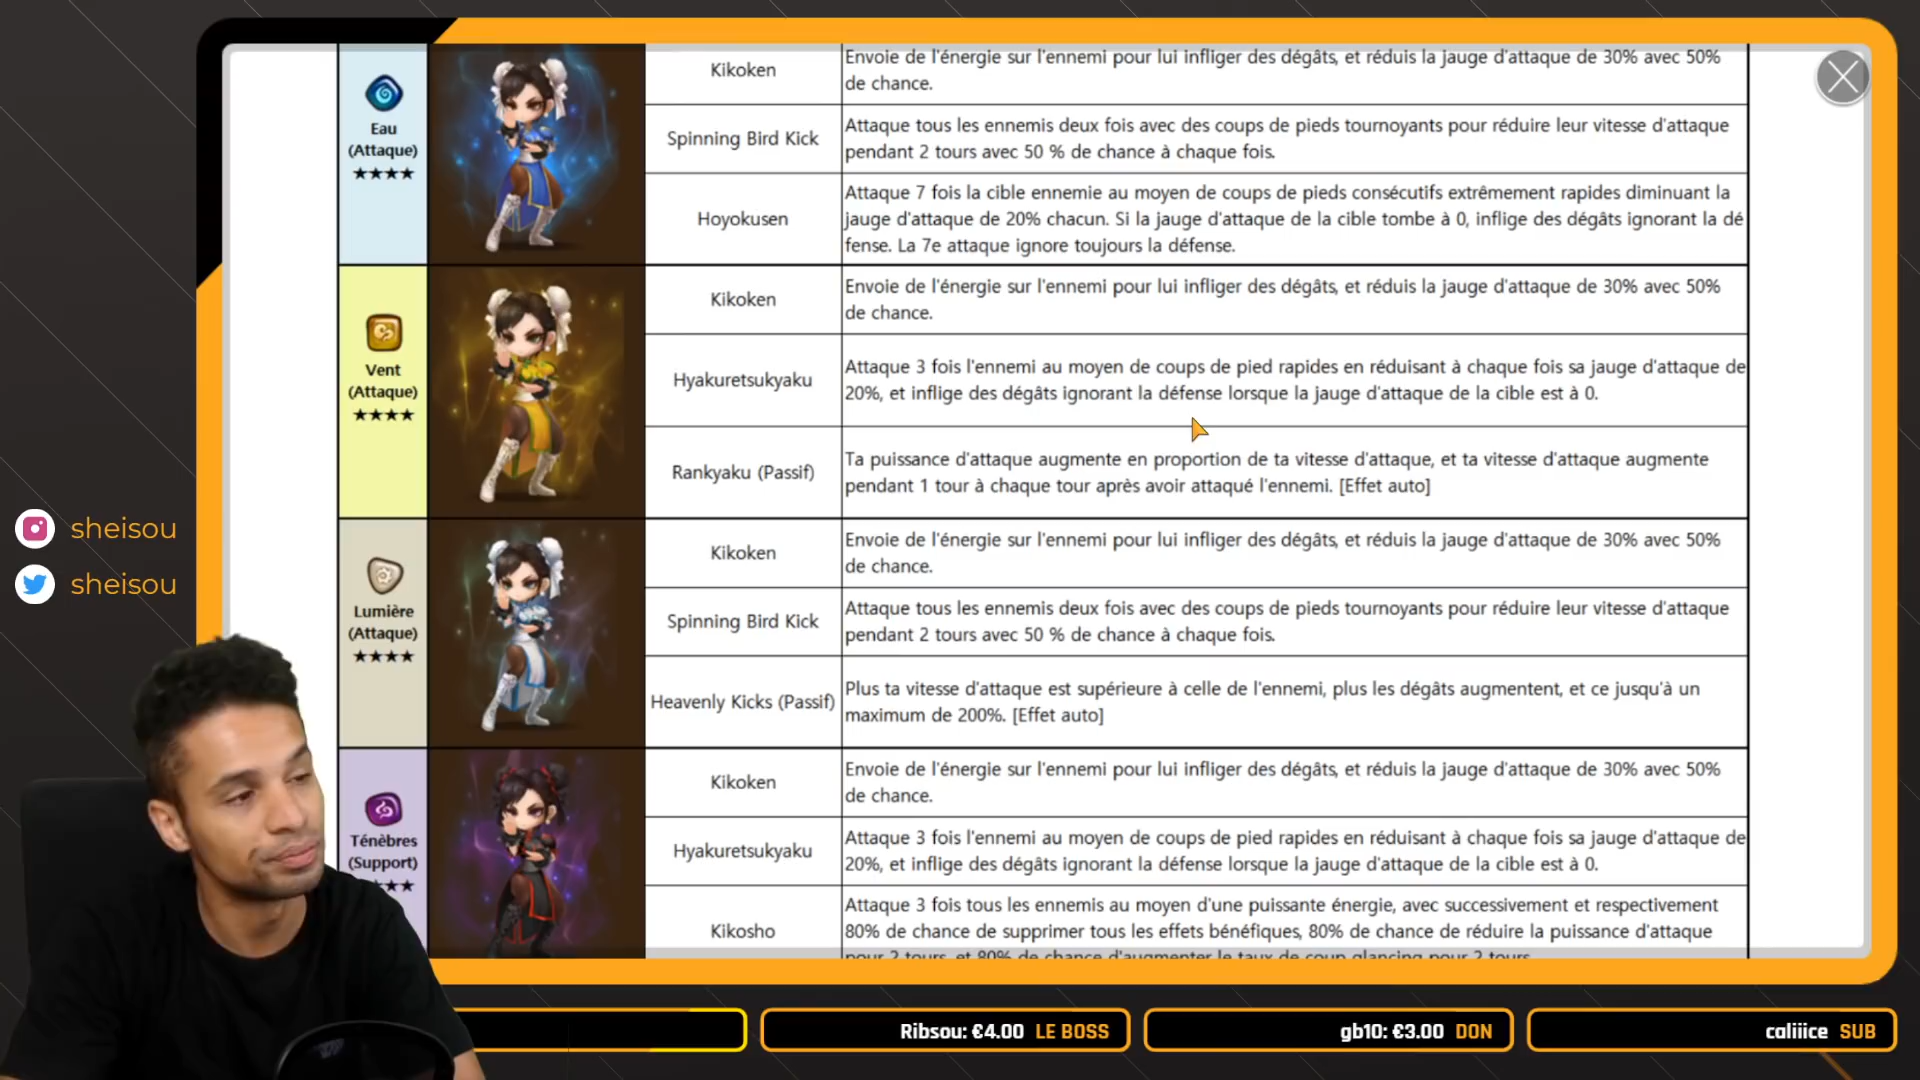 Eau
(Attaque)
★★★★
Kikoken
Envoie de l'énergie sur l'ennemi pour lui infliger des dégâts, et réduis la jauge d'attaque de 30% avec 50%
de chance.
Spinning Bird Kick
Attaque tous les ennemis deux fois avec des coups de pieds tournoyants pour réduire leur vitesse d'attaque
pendant 2 tours avec 50 % de chance à chaque fois.
Hoyokusen
Attaque 7 fois la cible ennemie au moyen de coups de pieds consécutifs extrêmement rapides diminuant la
jauge d'attaque de 20% chacun. Si la jauge d'attaque de la cible tombe à 0, inflige des dégâts ignorant la dé
fense. La 7e attaque ignore toujours la défense.
Vent
(Attaque)
★★★★
Kikoken
Envoie de l'énergie sur l'ennemi pour lui infliger des dégâts, et réduis la jauge d'attaque de 30% avec 50%
de chance.
Hyakuretsukyaku
Attaque 3 fois l'ennemi au moyen de coups de pied rapides en réduisant à chaque fois sa jauge d'attaque de
20%, et inflige des dégâts ignorant la défense lorsque la jauge d'attaque de la cible est à 0.
Rankyaku (Passif)
Ta puissance d'attaque augmente en proportion de ta vitesse d'attaque, et ta vitesse d'attaque augmente
pendant 1 tour à chaque tour après avoir attaqué l'ennemi. [Effet auto]
Lumière
(Attaque)
★★★★
Kikoken
Envoie de l'énergie sur l'ennemi pour lui infliger des dégâts, et réduis la jauge d'attaque de 30% avec 50%
de chance.
Spinning Bird Kick
Attaque tous les ennemis deux fois avec des coups de pieds tournoyants pour réduire leur vitesse d'attaque
pendant 2 tours avec 50 % de chance à chaque fois.
Heavenly Kicks (Passif)
Plus ta vitesse d'attaque est supérieure à celle de l'ennemi, plus les dégâts augmentent, et ce jusqu'à un
maximum de 200%. [Effet auto]
Ténèbres
(Support)
★★
Kikoken
Envoie de l'énergie sur l'ennemi pour lui infliger des dégâts, et réduis la jauge d'attaque de 30% avec 50%
de chance.
Hyakuretsukyaku
Attaque 3 fois l'ennemi au moyen de coups de pied rapides en réduisant à chaque fois sa jauge d'attaque de
20%, et inflige des dégâts ignorant la défense lorsque la jauge d'attaque de la cible est à 0.
Kikosho
Attaque 3 fois tous les ennemis au moyen d'une puissante énergie, avec successivement et respectivement
80% de chance de supprimer tous les effets bénéfiques, 80% de chance de réduire la puissance d'attaque
pour 2 tours, et 80% de chance d'augmenter le taux de coup glancing pour 2 tours.
sheisou
sheisou
Ribsou: €4.00 LE BOSS
gb10: €3.00 DON
caliiice SUB